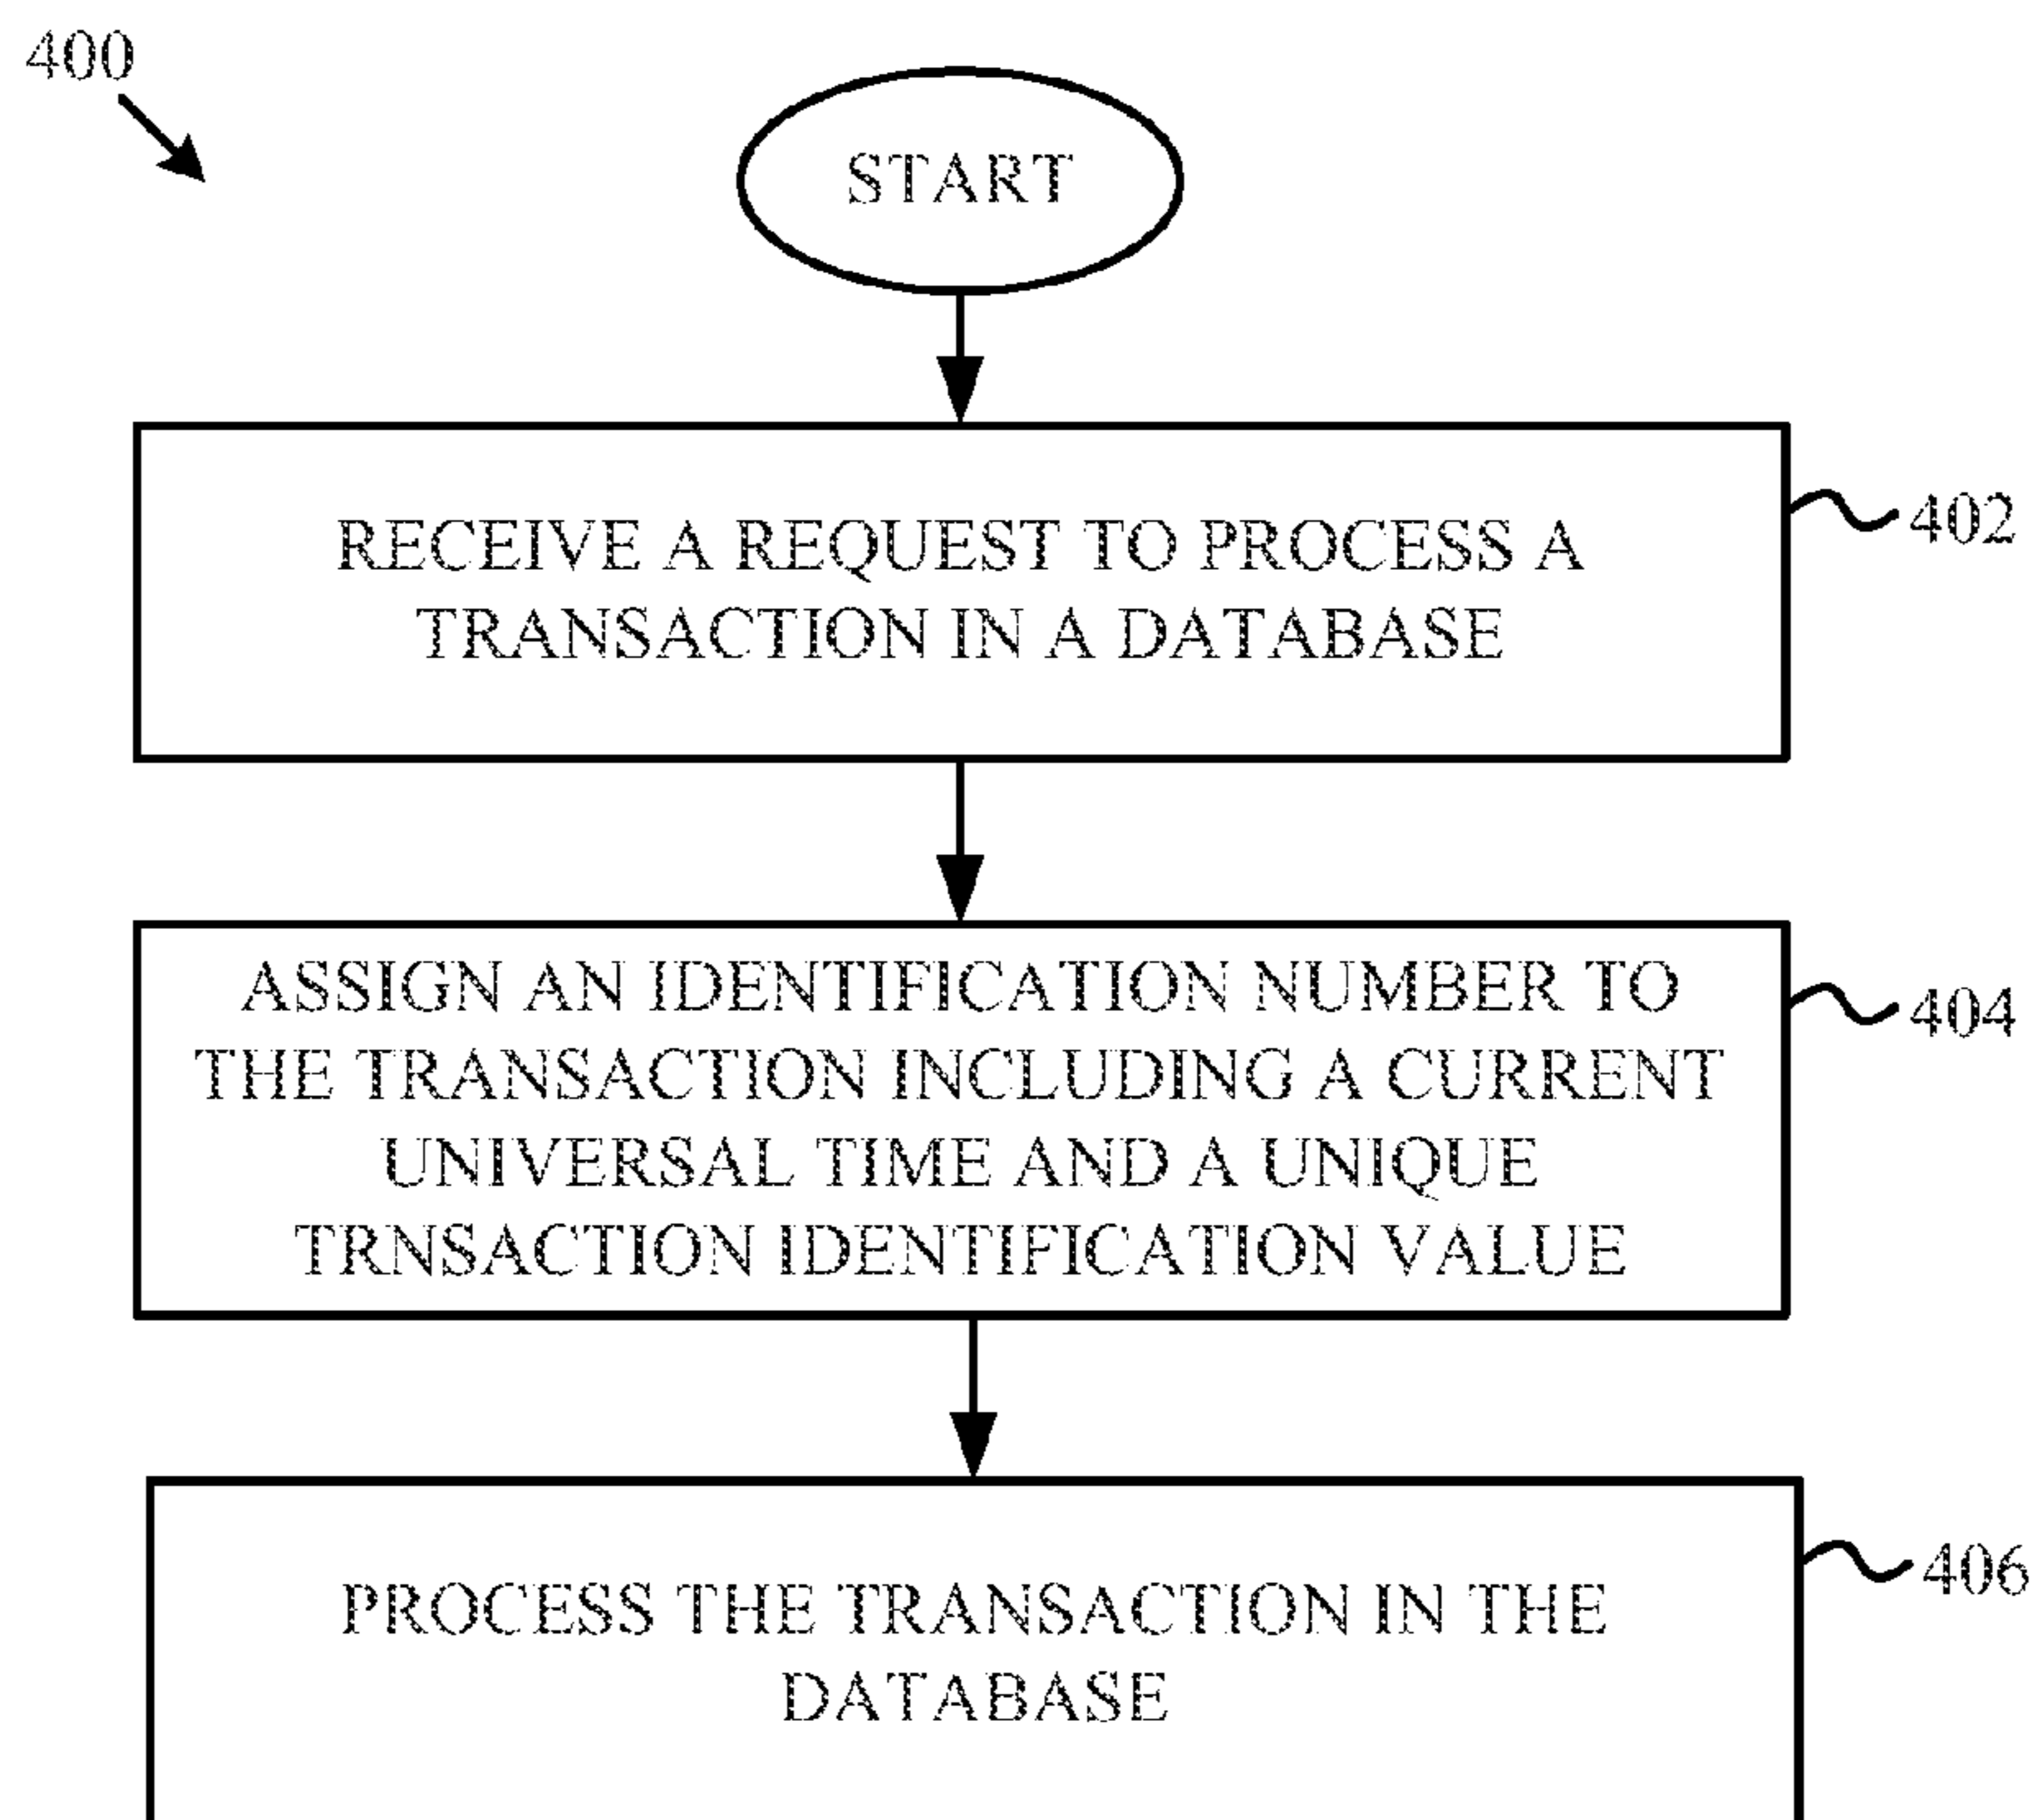 400
START
RECEIVE A REQUEST TO PROCESS A
TRANSACTION IN A DATABASE
402
ASSIGN AN IDENTIFICATION NUMBER TO
THE TRANSACTION INCLUDING A CURRENT
UNIVERSAL TIME AND A UNIQUE
TRNSACTION IDENTIFICATION VALUE
404
PROCESS THE TRANSACTION IN THE
DATABASE
406